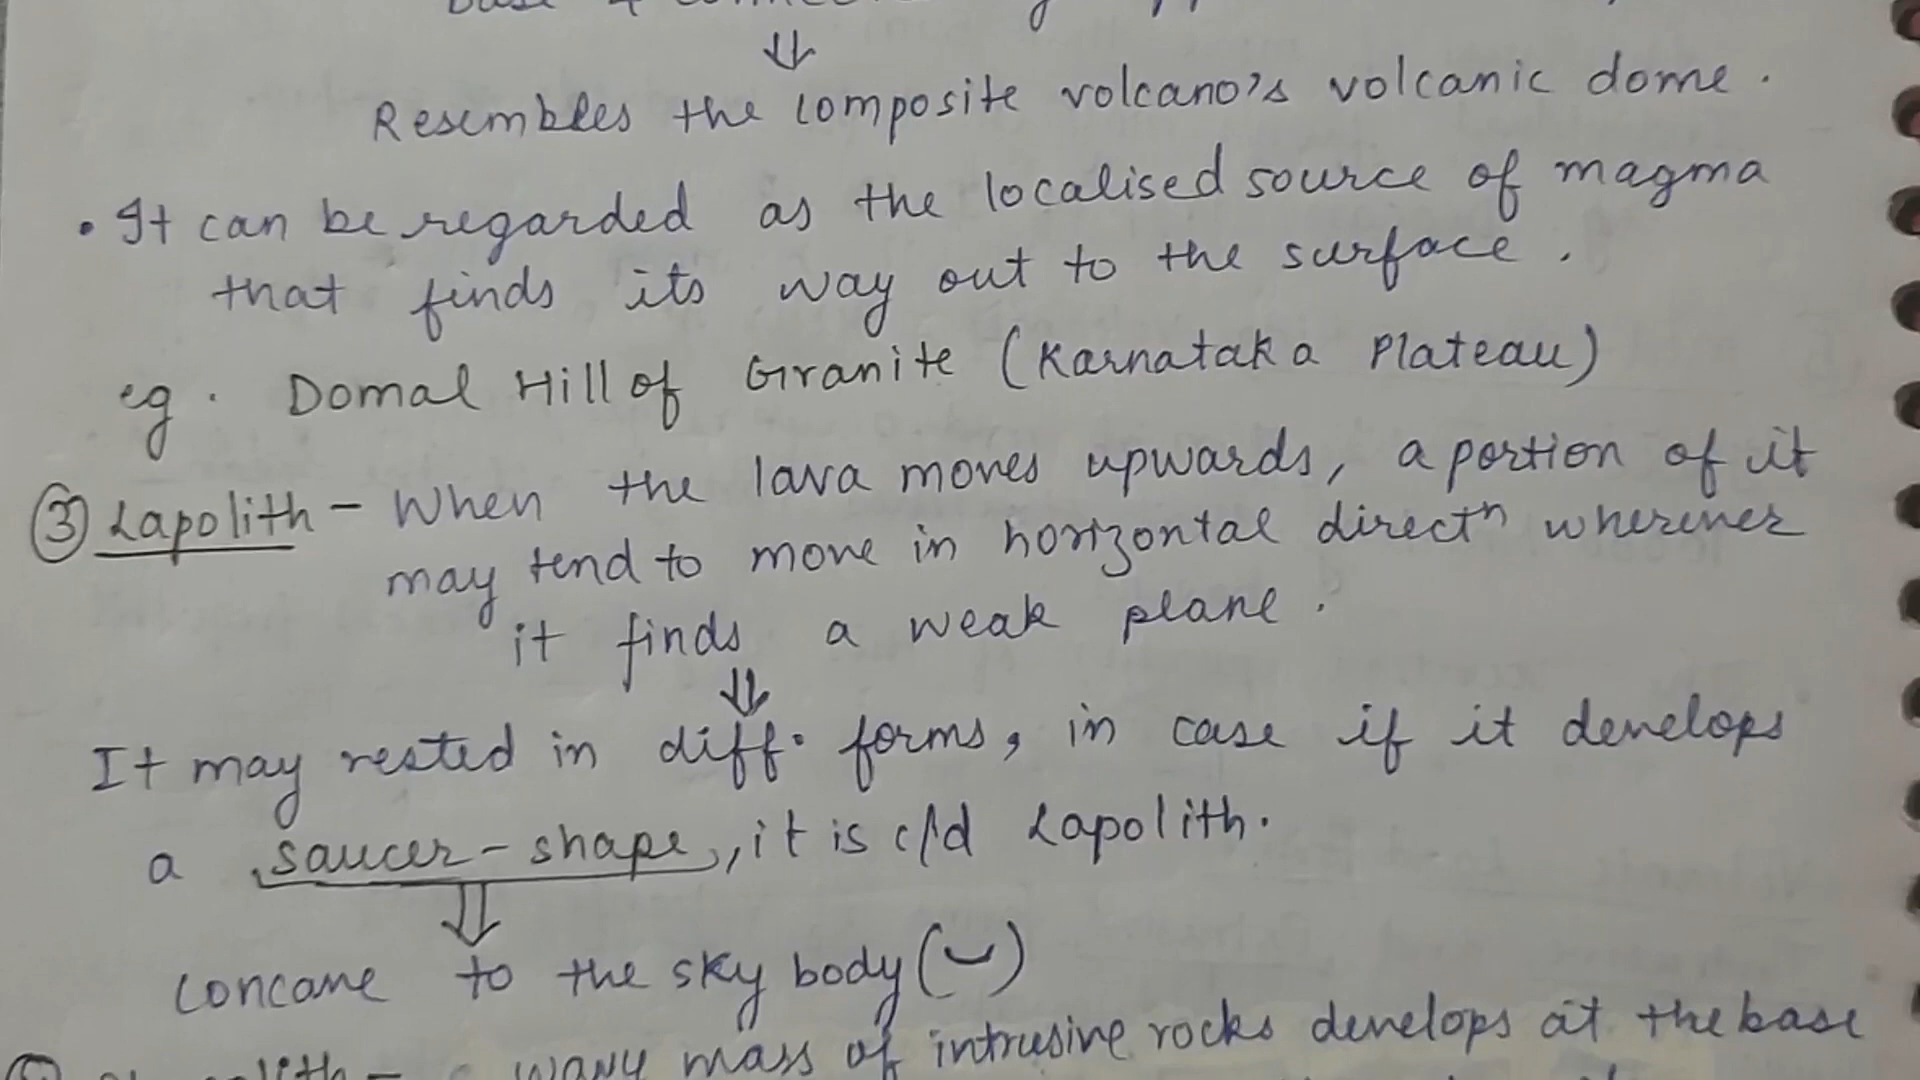 ⇓
Resembles the composite volcano's volcanic dome.
• It can be regarded as the localised source of magma
that finds its way out to the surface.
eg. Domal Hill of Granite (Karnataka Plateau)
③ Lapolith - When the lava moves upwards, a portion of it
may tend to move in horizontal directⁿ wherever
it finds a weak plane.
⇓
It may rested in diff. forms, in case if it develops
a saucer-shape, it is c/d Lapolith.
⇓
Concave to the sky body (⌣)
wavy mass of intrusive rocks develops at the base